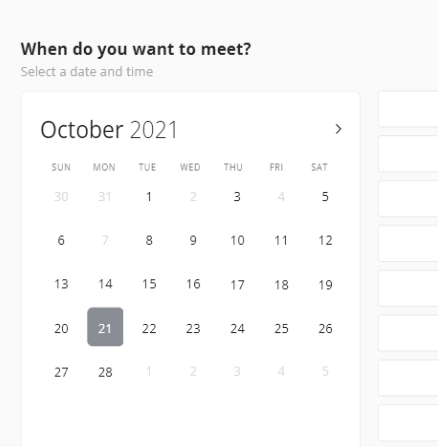 When do you want to meet?
Select a date and time
October 2021
SUN MON TUE WED THU FRI SAT
30 31 1 2 3 4 5
6 7 8 9 10 11 12
13 14 15 16 17 18 19
20 21 22 23 24 25 26
27 28 1 2 3 4 5